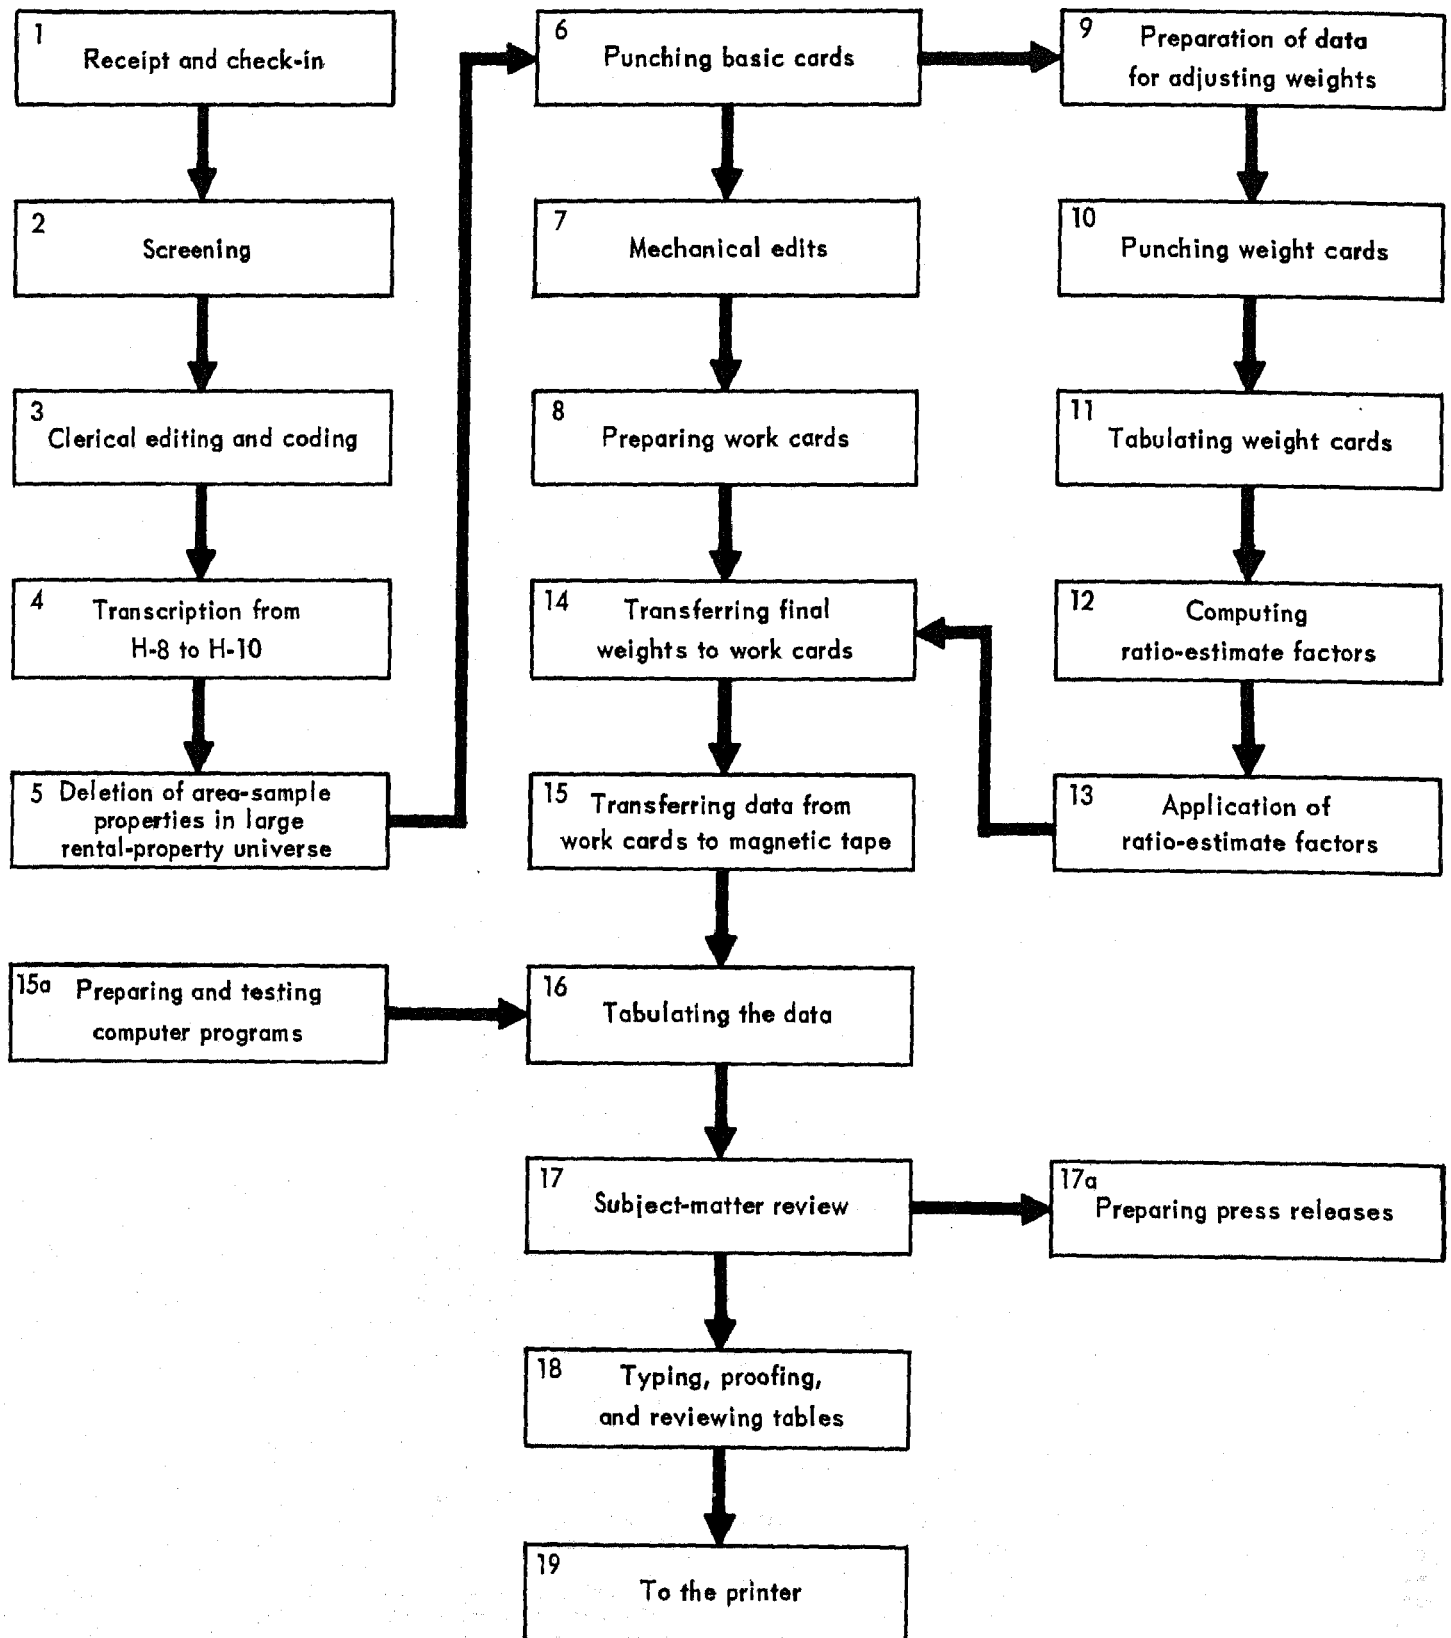 1
Receipt and check-in
2
Screening
3
Clerical editing and coding
4
Transcription from
H-8 to H-10
5
Deletion of area-sample
properties in large
rental-property universe
6
Punching basic cards
7
Mechanical edits
8
Preparing work cards
9
Preparation of data
for adjusting weights
10
Punching weight cards
11
Tabulating weight cards
12
Computing
ratio-estimate factors
13
Application of
ratio-estimate factors
14
Transferring final
weights to work cards
15
Transferring data from
work cards to magnetic tape
15a
Preparing and testing
computer programs
16
Tabulating the data
17
Subject-matter review
17a
Preparing press releases
18
Typing, proofing,
and reviewing tables
19
To the printer